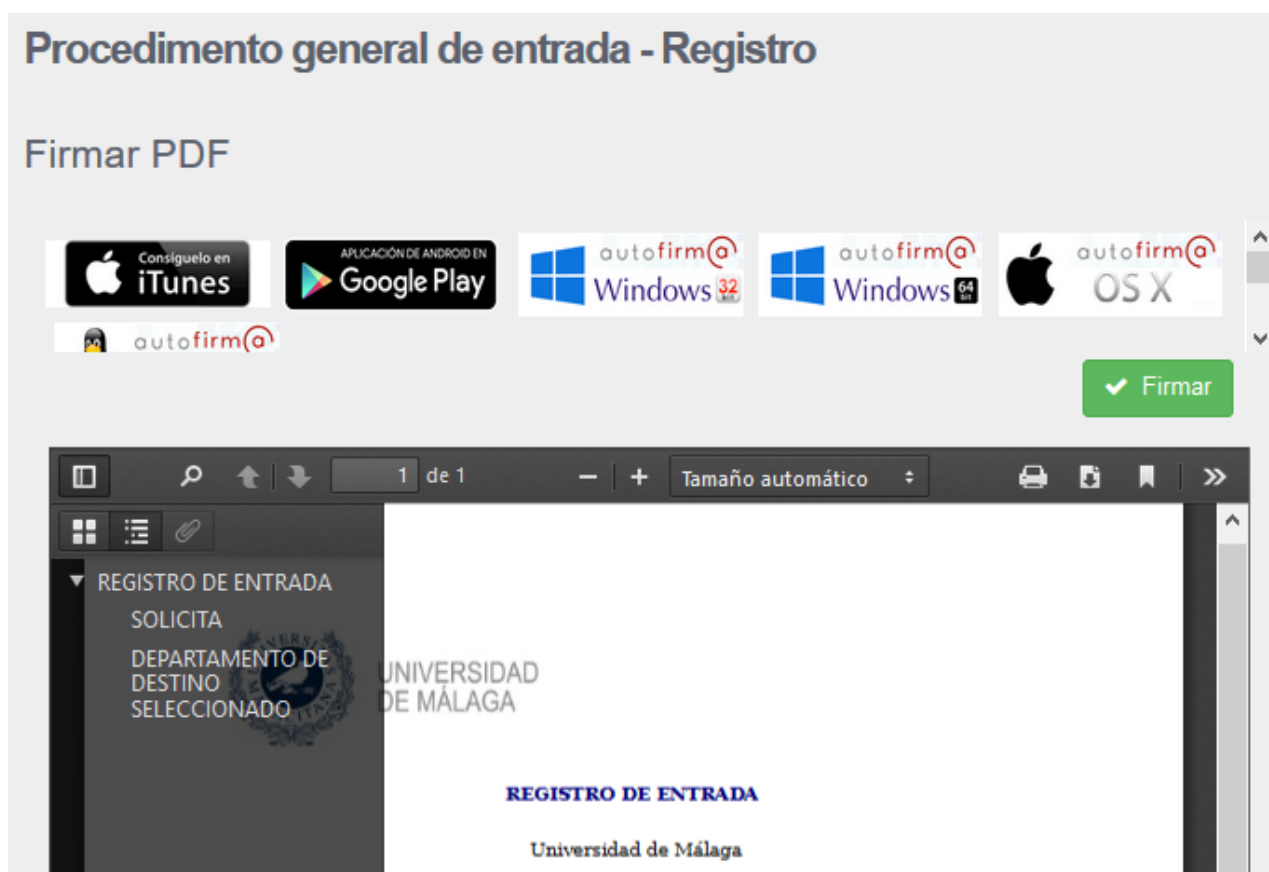 Procedimento general de entrada - Registro
Firmar PDF
Consíguelo en
iTunes
APLICACIÓN DE ANDROID EN
Google Play
autofirm@
Windows 32 bit
autofirm@
Windows 64 bit
autofirm@
OS X
autofirm@
Firmar
1 de 1
Tamaño automático
REGISTRO DE ENTRADA
SOLICITA
DEPARTAMENTO DE
DESTINO
SELECCIONADO
UNIVERSIDAD
DE MÁLAGA
REGISTRO DE ENTRADA
Universidad de Málaga